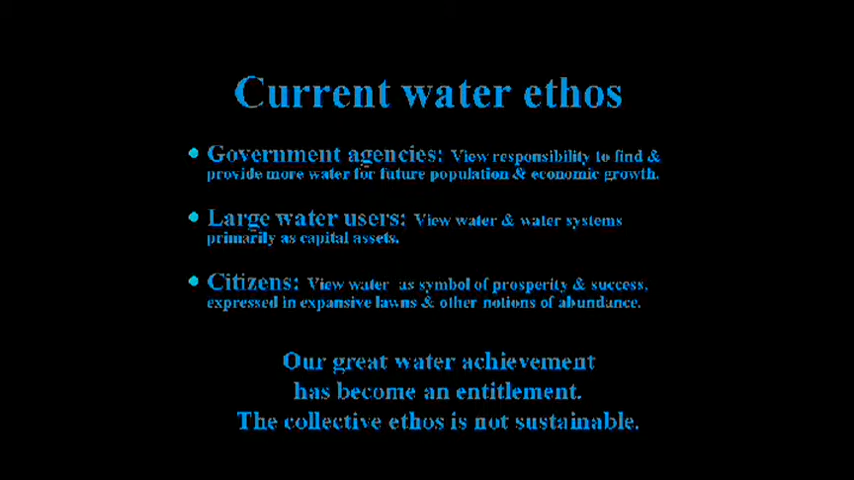 Current water ethos
• Government agencies: View responsibility to find &
provide more water for future population & economic growth.
• Large water users: View water & water systems
primarily as capital assets.
• Citizens: View water as symbol of prosperity & success,
expressed in expansive lawns & other notions of abundance.
Our great water achievement
has become an entitlement.
The collective ethos is not sustainable.